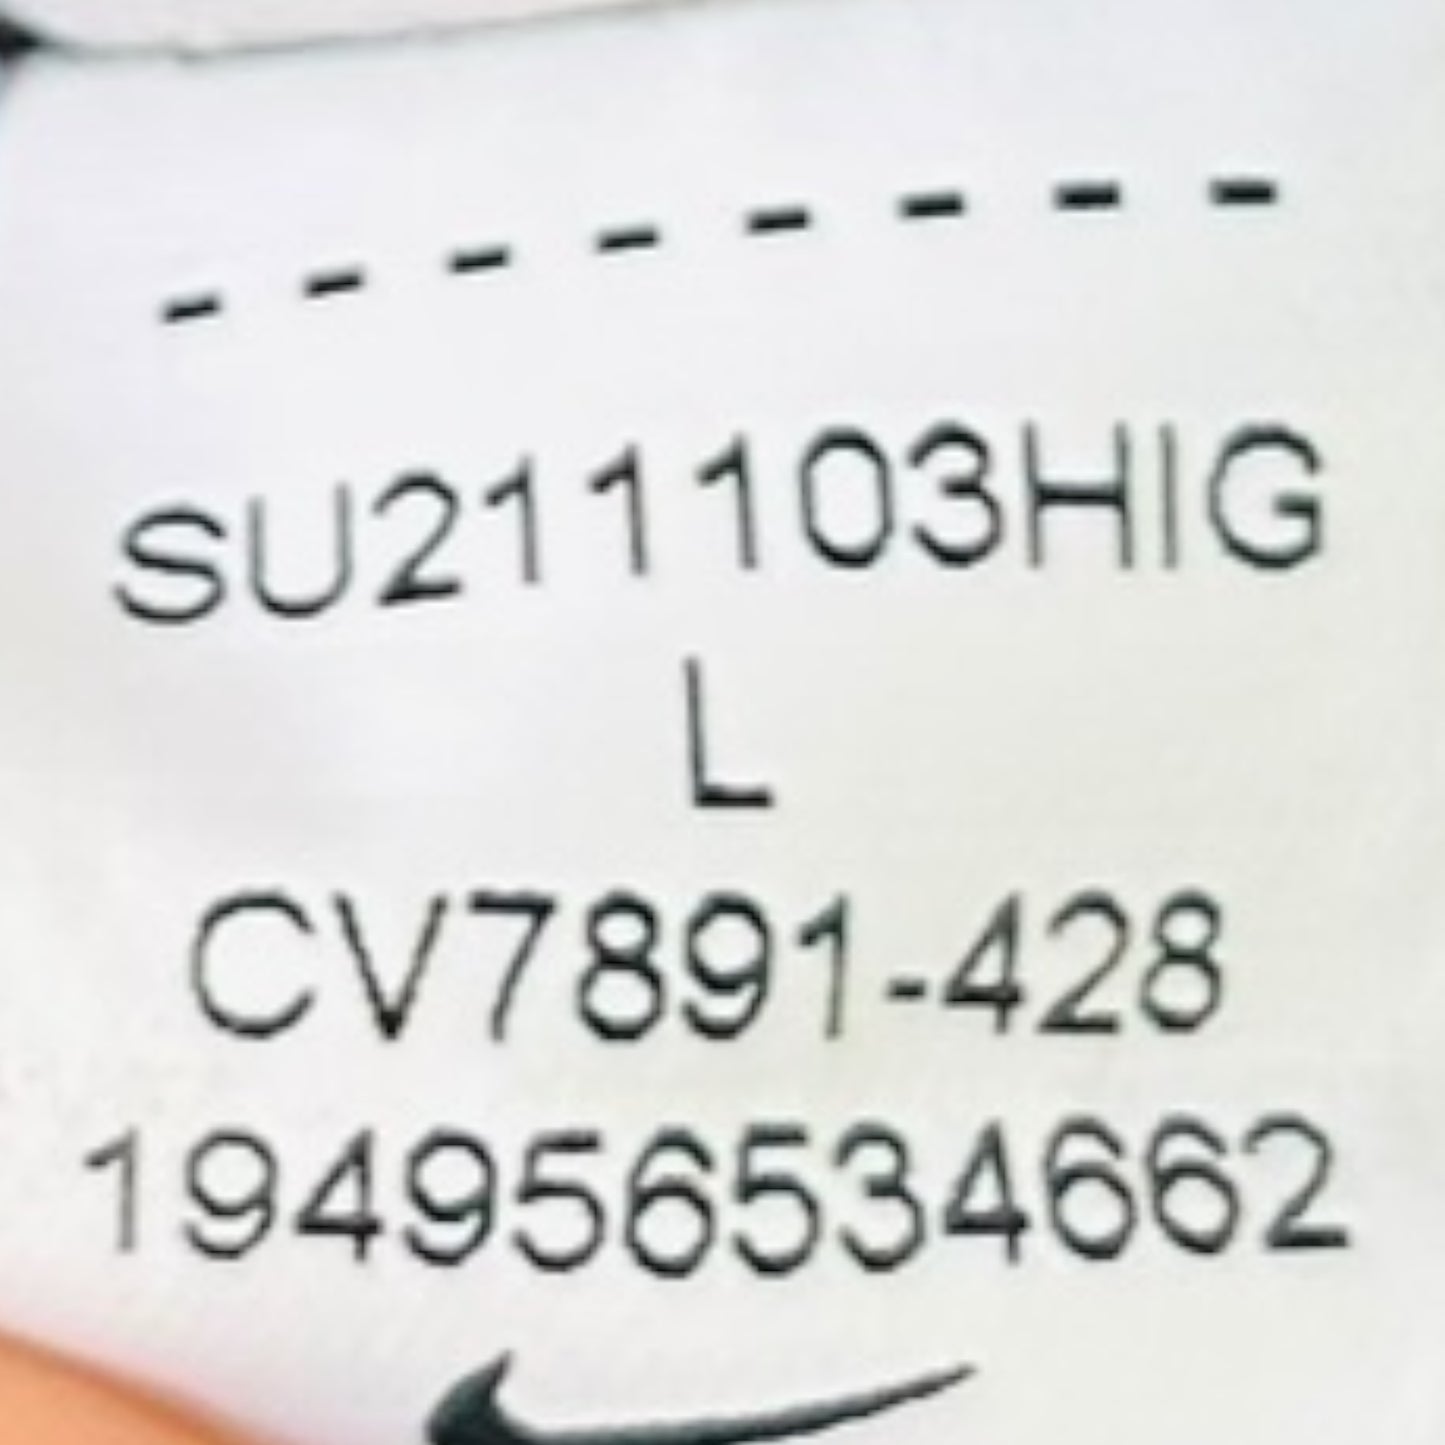 - - - - - - - -
SU211103HIG
L
CV7891-428
194956534662